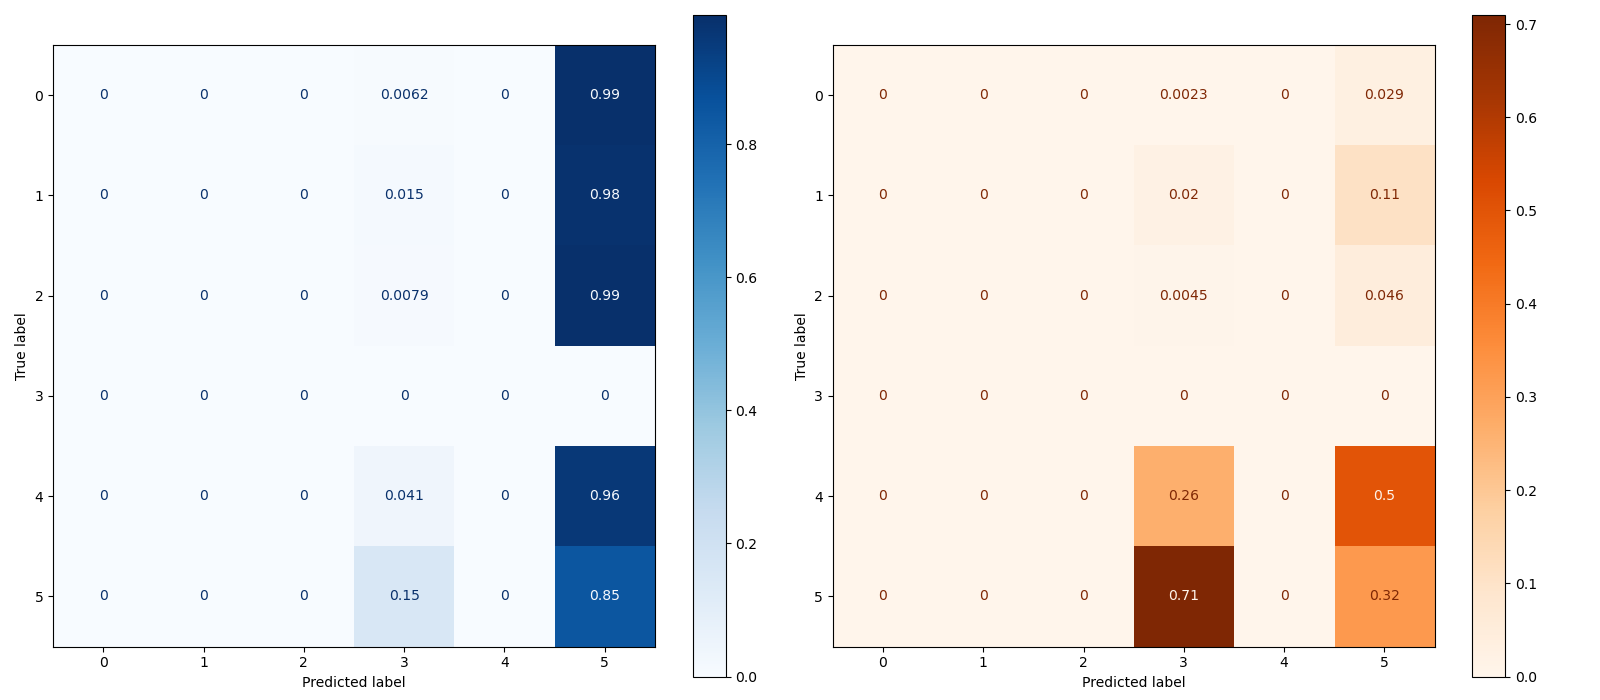 0 0 0 0 0.0062 0 0.99
1 0 0 0 0.015 0 0.98
2 0 0 0 0.0079 0 0.99
3 0 0 0 0 0 0
4 0 0 0 0.041 0 0.96
5 0 0 0 0.15 0 0.85
0 1 2 3 4 5
True label
Predicted label
0.8
0.6
0.4
0.2
0.0
0 0 0 0 0.0023 0 0.029
1 0 0 0 0.02 0 0.11
2 0 0 0 0.0045 0 0.046
3 0 0 0 0 0 0
4 0 0 0 0.26 0 0.5
5 0 0 0 0.71 0 0.32
0 1 2 3 4 5
True label
Predicted label
0.7
0.6
0.5
0.4
0.3
0.2
0.1
0.0